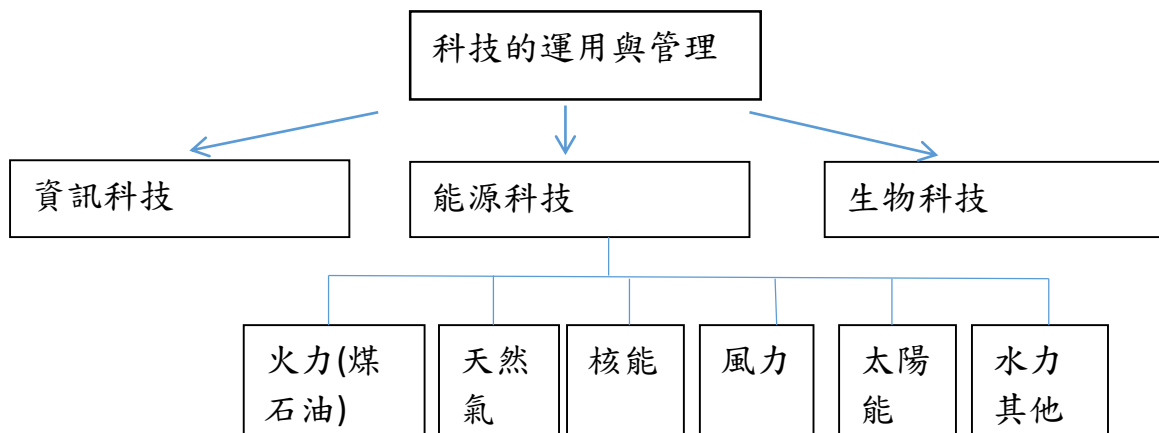 科技的運用與管理
資訊科技
能源科技
生物科技
火力(煤
石油)
天然
氣
核能
風力
太陽
能
水力
其他